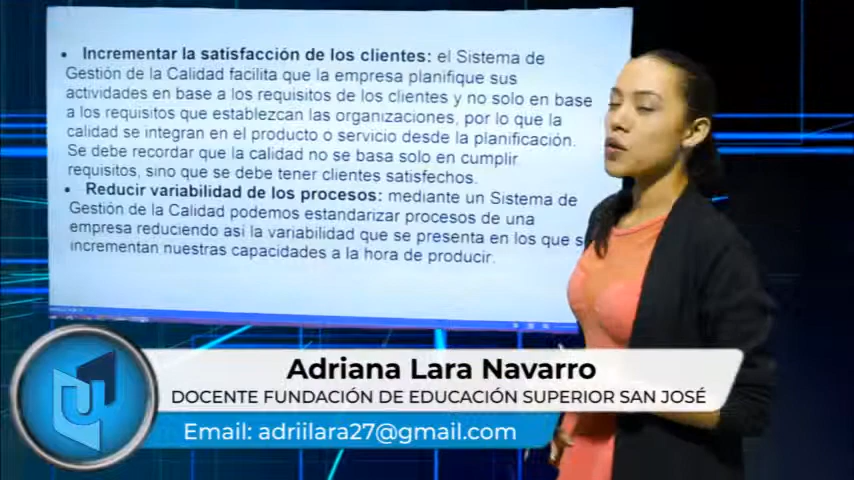 • Incrementar la satisfacción de los clientes: el Sistema de
Gestión de la Calidad facilita que la empresa planifique sus
actividades en base a los requisitos de los clientes y no solo en base
a los requisitos que establezcan las organizaciones, por lo que la
calidad se integran en el producto o servicio desde la planificación.
Se debe recordar que la calidad no se basa solo en cumplir
requisitos, sino que se debe tener clientes satisfechos.
• Reducir variabilidad de los procesos: mediante un Sistema de
Gestión de la Calidad podemos estandarizar procesos de una
empresa reduciendo así la variabilidad que se presenta en los que
incrementan nuestras capacidades a la hora de producir.
Adriana Lara Navarro
DOCENTE FUNDACIÓN DE EDUCACIÓN SUPERIOR SAN JOSÉ
Email: adriilara27@gmail.com